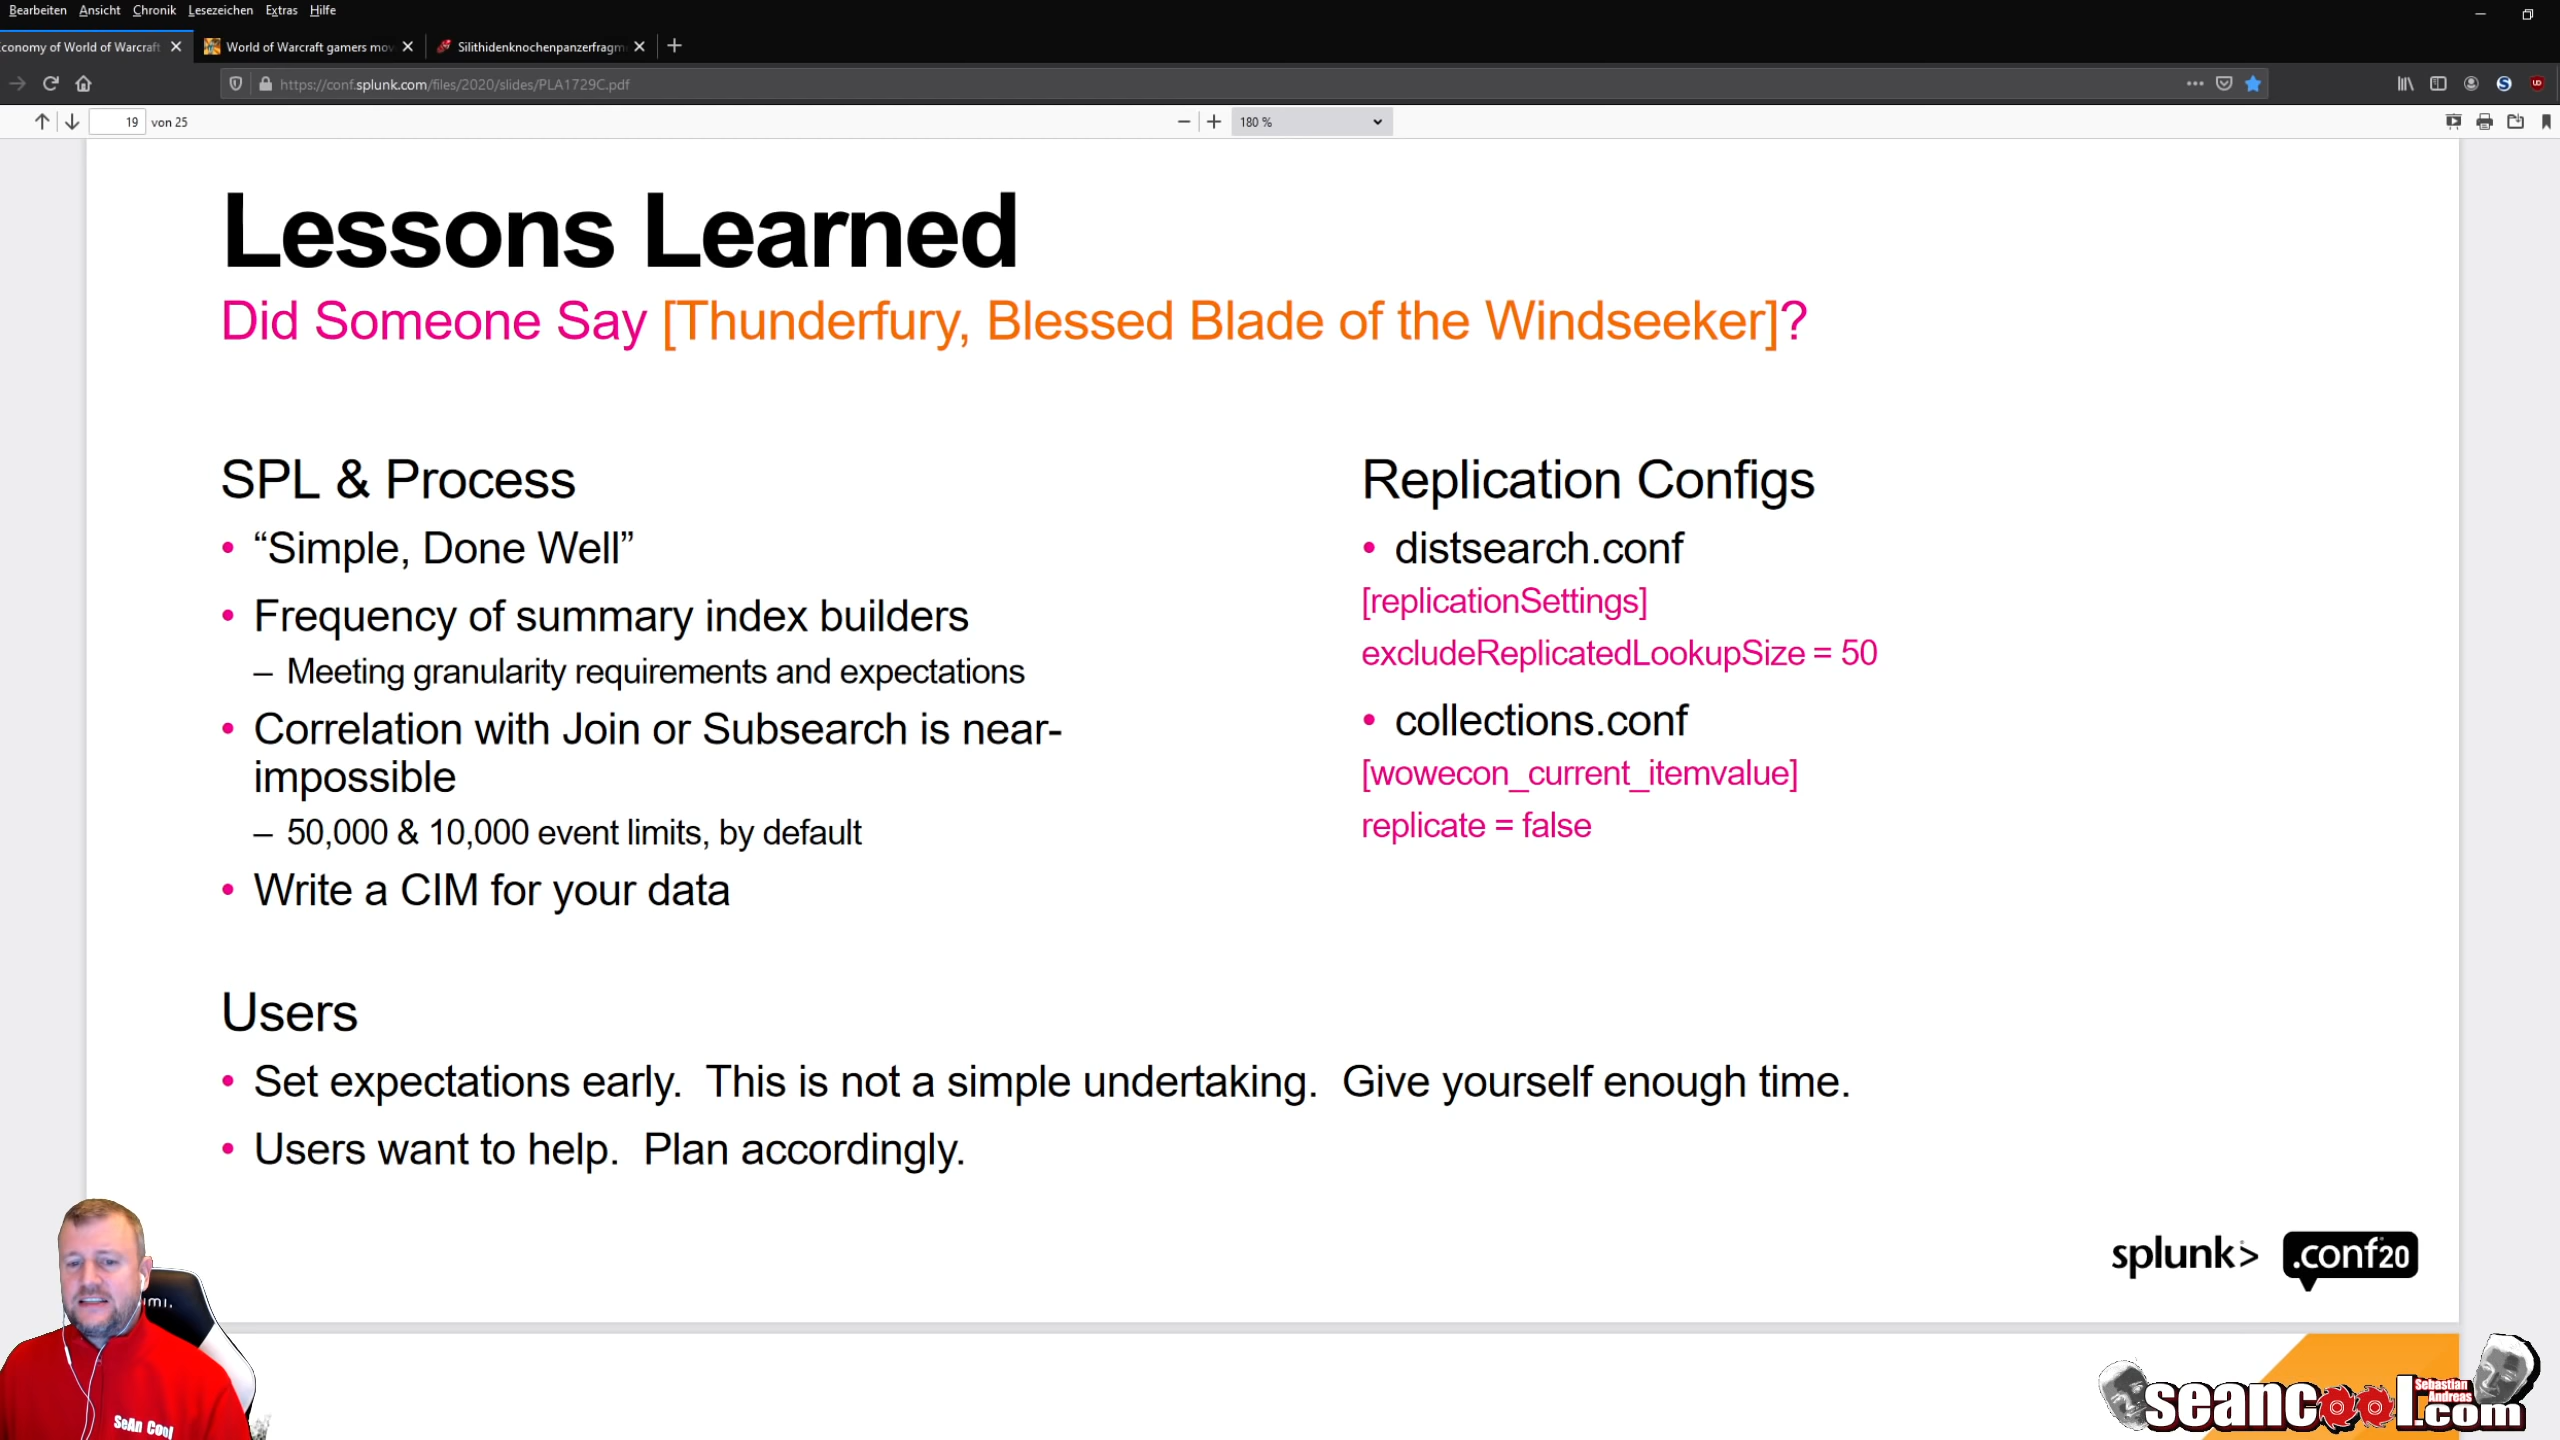 Bearbeiten Ansicht Chronik Lesezeichen Extras Hilfe
conomy of World of Warcraft
World of Warcraft gamers mov
Silithidenknochenpanzerfragm
https://conf.splunk.com/files/2020/slides/PLA1729C.pdf
19 von 25
180 %
Lessons Learned
Did Someone Say [Thunderfury, Blessed Blade of the Windseeker]?
SPL & Process
• “Simple, Done Well”
• Frequency of summary index builders
– Meeting granularity requirements and expectations
• Correlation with Join or Subsearch is near-
impossible
– 50,000 & 10,000 event limits, by default
• Write a CIM for your data
Replication Configs
• distsearch.conf
[replicationSettings]
excludeReplicatedLookupSize = 50
• collections.conf
[wowecon_current_itemvalue]
replicate = false
Users
• Set expectations early. This is not a simple undertaking. Give yourself enough time.
• Users want to help. Plan accordingly.
splunk> .conf20
SeAn Cool
seancool.com
Sebastian
Andreas